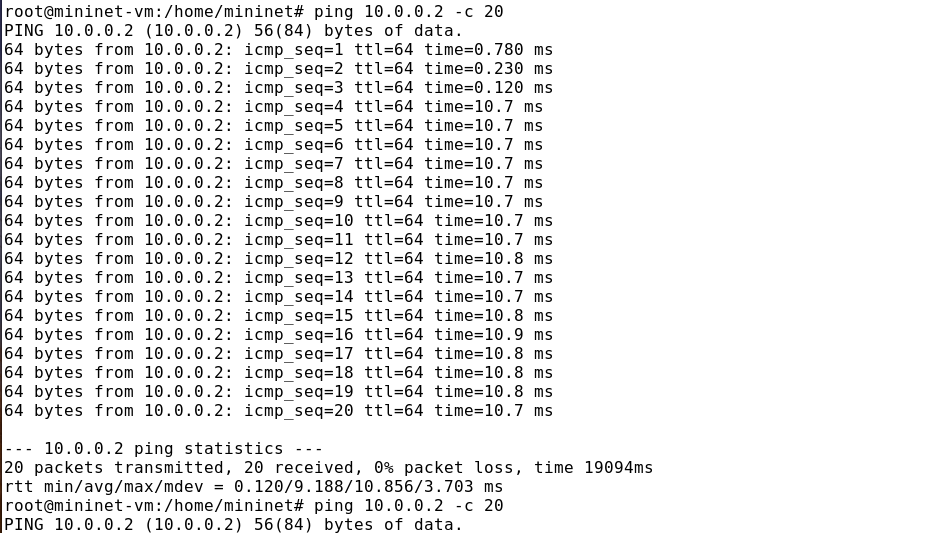 root@mininet-vm:/home/mininet# ping 10.0.0.2 -c 20
PING 10.0.0.2 (10.0.0.2) 56(84) bytes of data.
64 bytes from 10.0.0.2: icmp_seq=1 ttl=64 time=0.780 ms
64 bytes from 10.0.0.2: icmp_seq=2 ttl=64 time=0.230 ms
64 bytes from 10.0.0.2: icmp_seq=3 ttl=64 time=0.120 ms
64 bytes from 10.0.0.2: icmp_seq=4 ttl=64 time=10.7 ms
64 bytes from 10.0.0.2: icmp_seq=5 ttl=64 time=10.7 ms
64 bytes from 10.0.0.2: icmp_seq=6 ttl=64 time=10.7 ms
64 bytes from 10.0.0.2: icmp_seq=7 ttl=64 time=10.7 ms
64 bytes from 10.0.0.2: icmp_seq=8 ttl=64 time=10.7 ms
64 bytes from 10.0.0.2: icmp_seq=9 ttl=64 time=10.7 ms
64 bytes from 10.0.0.2: icmp_seq=10 ttl=64 time=10.7 ms
64 bytes from 10.0.0.2: icmp_seq=11 ttl=64 time=10.7 ms
64 bytes from 10.0.0.2: icmp_seq=12 ttl=64 time=10.8 ms
64 bytes from 10.0.0.2: icmp_seq=13 ttl=64 time=10.7 ms
64 bytes from 10.0.0.2: icmp_seq=14 ttl=64 time=10.7 ms
64 bytes from 10.0.0.2: icmp_seq=15 ttl=64 time=10.8 ms
64 bytes from 10.0.0.2: icmp_seq=16 ttl=64 time=10.9 ms
64 bytes from 10.0.0.2: icmp_seq=17 ttl=64 time=10.8 ms
64 bytes from 10.0.0.2: icmp_seq=18 ttl=64 time=10.8 ms
64 bytes from 10.0.0.2: icmp_seq=19 ttl=64 time=10.8 ms
64 bytes from 10.0.0.2: icmp_seq=20 ttl=64 time=10.7 ms
--- 10.0.0.2 ping statistics ---
20 packets transmitted, 20 received, 0% packet loss, time 19094ms
rtt min/avg/max/mdev = 0.120/9.188/10.856/3.703 ms
root@mininet-vm:/home/mininet# ping 10.0.0.2 -c 20
PING 10.0.0.2 (10.0.0.2) 56(84) bytes of data.